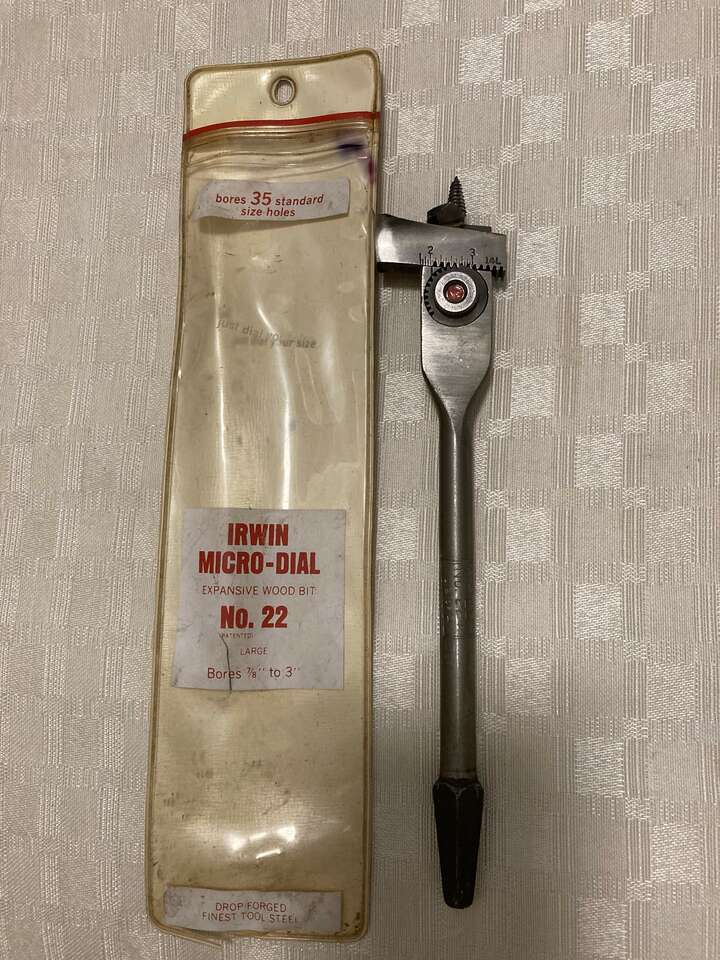 bores 35 standard
size holes
just dial your
size
IRWIN
MICRO-DIAL
EXPANSIVE WOOD BIT
No. 22
(PATENTED)
LARGE
Bores 7/8'' to 3''
DROP FORGED
FINEST TOOL STEEL
2 3 14L